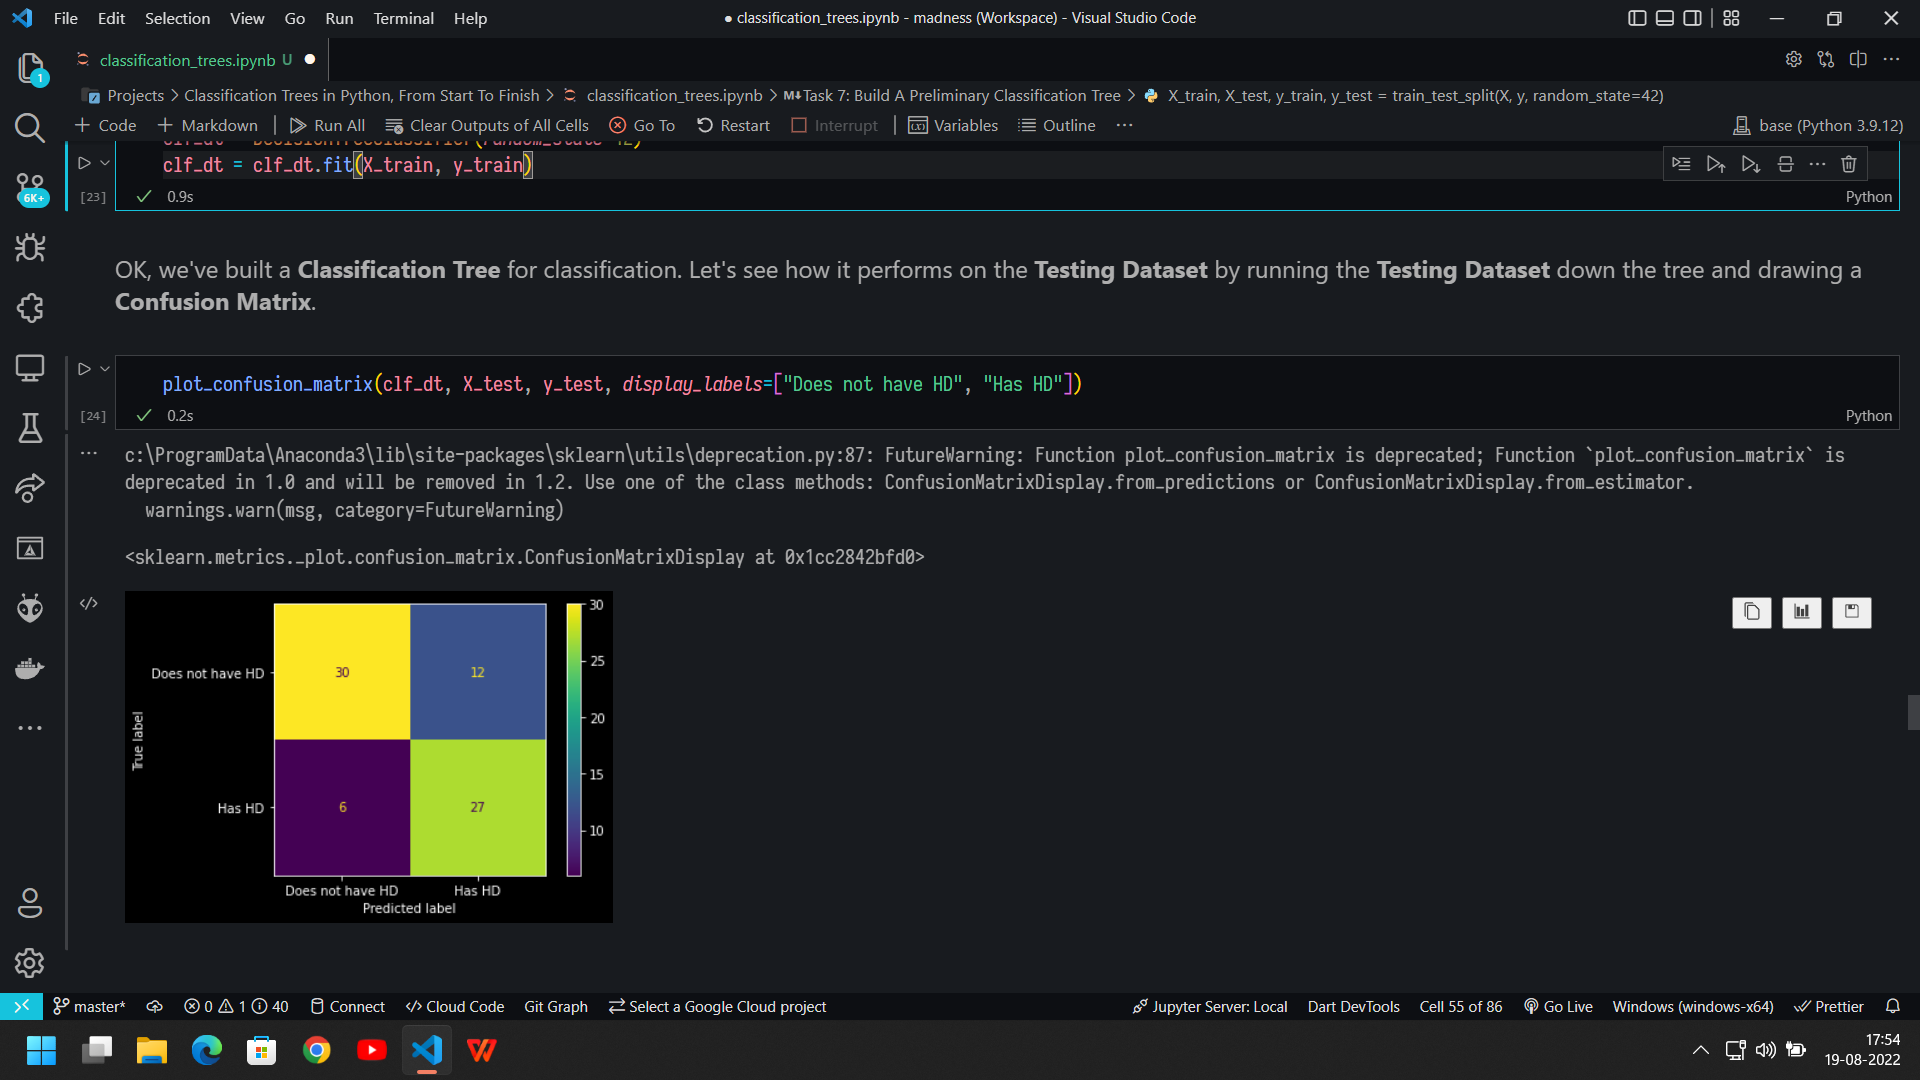 File Edit Selection View Go Run Terminal Help
● classification_trees.ipynb - madness (Workspace) - Visual Studio Code
classification_trees.ipynb U ●
Projects > Classification Trees in Python, From Start To Finish > classification_trees.ipynb > M↓Task 7: Build A Preliminary Classification Tree > X_train, X_test, y_train, y_test = train_test_split(X, y, random_state=42)
+ Code + Markdown | Run All Clear Outputs of All Cells Go To Restart Interrupt | Variables Outline ··· base (Python 3.9.12)
clf_dt = clf_dt.fit(X_train, y_train)
[23] 0.9s Python
OK, we've built a Classification Tree for classification. Let's see how it performs on the Testing Dataset by running the Testing Dataset down the tree and drawing a
Confusion Matrix.
plot_confusion_matrix(clf_dt, X_test, y_test, display_labels=["Does not have HD", "Has HD"])
[24] 0.2s Python
c:\ProgramData\Anaconda3\lib\site-packages\sklearn\utils\deprecation.py:87: FutureWarning: Function plot_confusion_matrix is deprecated; Function `plot_confusion_matrix` is
deprecated in 1.0 and will be removed in 1.2. Use one of the class methods: ConfusionMatrixDisplay.from_predictions or ConfusionMatrixDisplay.from_estimator.
warnings.warn(msg, category=FutureWarning)
<sklearn.metrics._plot.confusion_matrix.ConfusionMatrixDisplay at 0x1cc2842bfd0>
1
6K+
30
25
20
15
10
Does not have HD 30 12
True label
Has HD 6 27
Does not have HD Has HD
Predicted label
master* 0 1 40 Connect Cloud Code Git Graph Select a Google Cloud project
Jupyter Server: Local Dart DevTools Cell 55 of 86 Go Live Windows (windows-x64) Prettier
17:54
19-08-2022